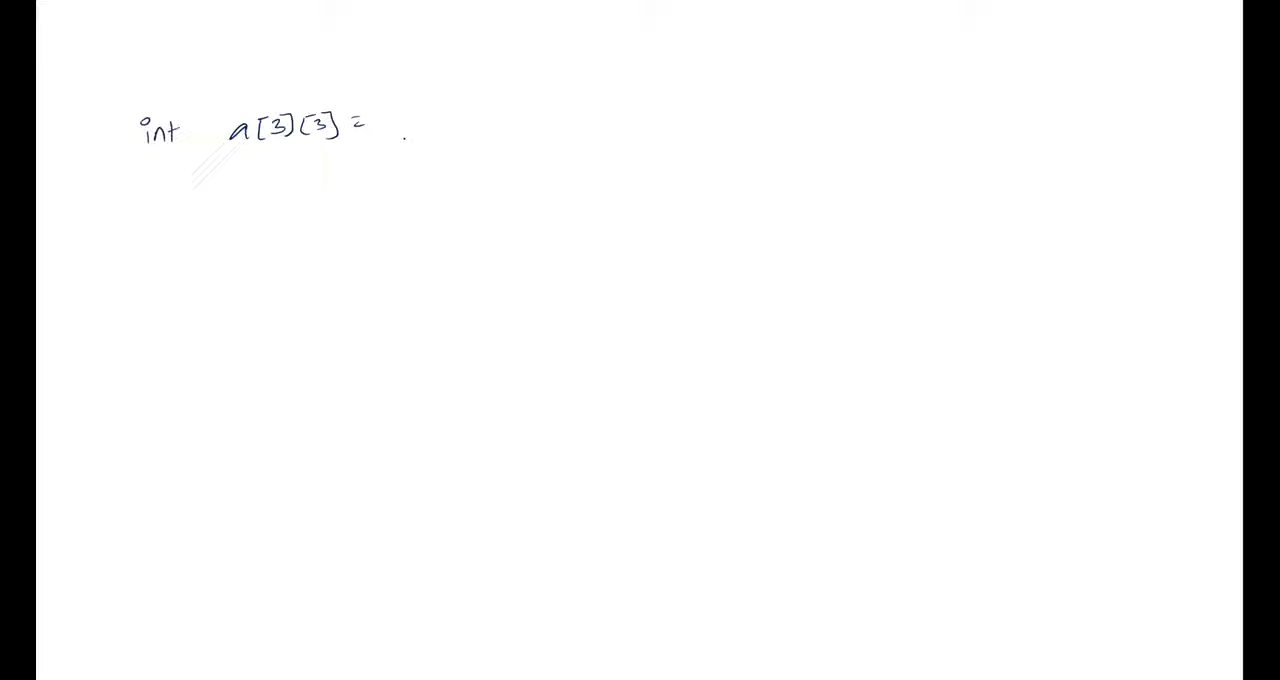 int a[3][3] =